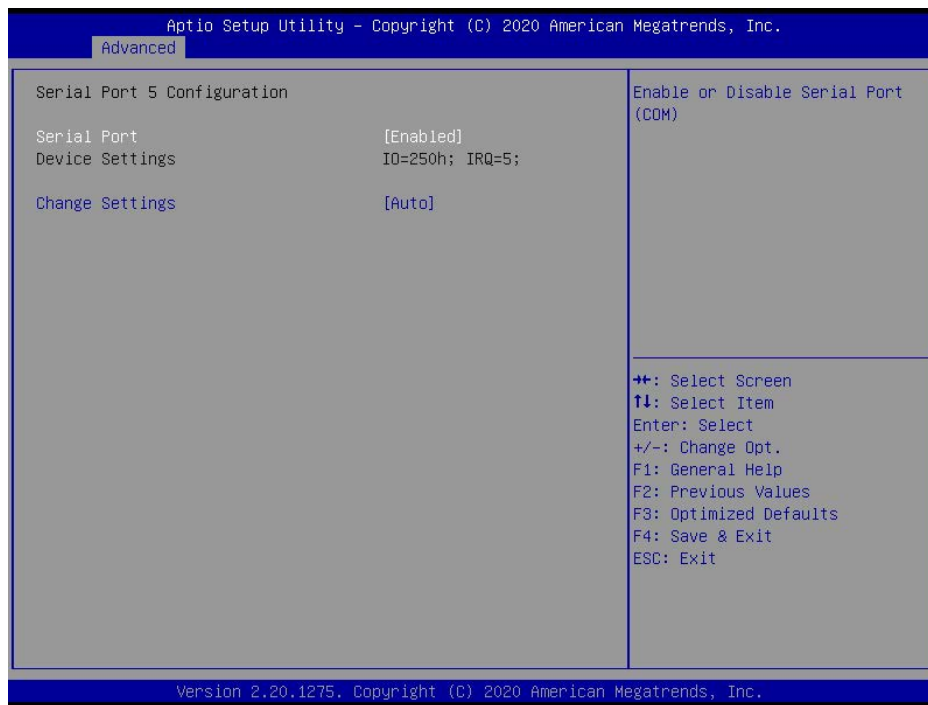 Aptio Setup Utility – Copyright (C) 2020 American Megatrends, Inc.
Advanced
Serial Port 5 Configuration
Serial Port [Enabled]
Device Settings IO=250h; IRQ=5;
Change Settings [Auto]
Enable or Disable Serial Port
(COM)
→←: Select Screen
↑↓: Select Item
Enter: Select
+/-: Change Opt.
F1: General Help
F2: Previous Values
F3: Optimized Defaults
F4: Save & Exit
ESC: Exit
Version 2.20.1275. Copyright (C) 2020 American Megatrends, Inc.